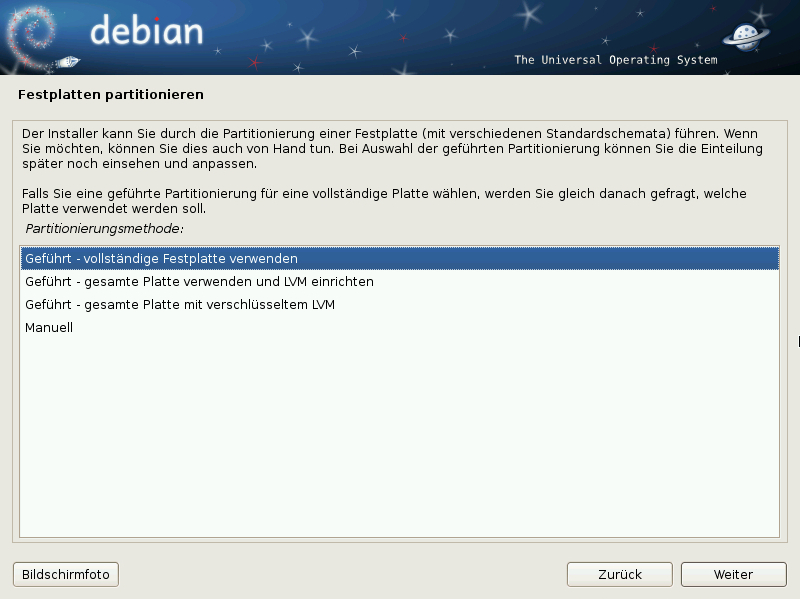 debian
The Universal Operating System
Festplatten partitionieren
Der Installer kann Sie durch die Partitionierung einer Festplatte (mit verschiedenen Standardschemata) führen. Wenn
Sie möchten, können Sie dies auch von Hand tun. Bei Auswahl der geführten Partitionierung können Sie die Einteilung
später noch einsehen und anpassen.
Falls Sie eine geführte Partitionierung für eine vollständige Platte wählen, werden Sie gleich danach gefragt, welche
Platte verwendet werden soll.
Partitionierungsmethode:
Geführt - vollständige Festplatte verwenden
Geführt - gesamte Platte verwenden und LVM einrichten
Geführt - gesamte Platte mit verschlüsseltem LVM
Manuell
Bildschirmfoto
Zurück
Weiter